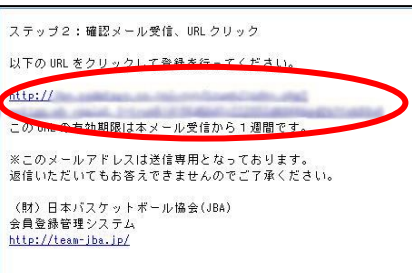 ステップ２：確認メール受信、URLクリック
以下のURLをクリックして登録を行ってください。
http://
このURLの有効期限は本メール受信から１週間です。
※このメールアドレスは送信専用となっております。
返信いただいてもお答えできませんのでご了承ください。
（財）日本バスケットボール協会(JBA)
会員登録管理システム
http://team-jba.jp/